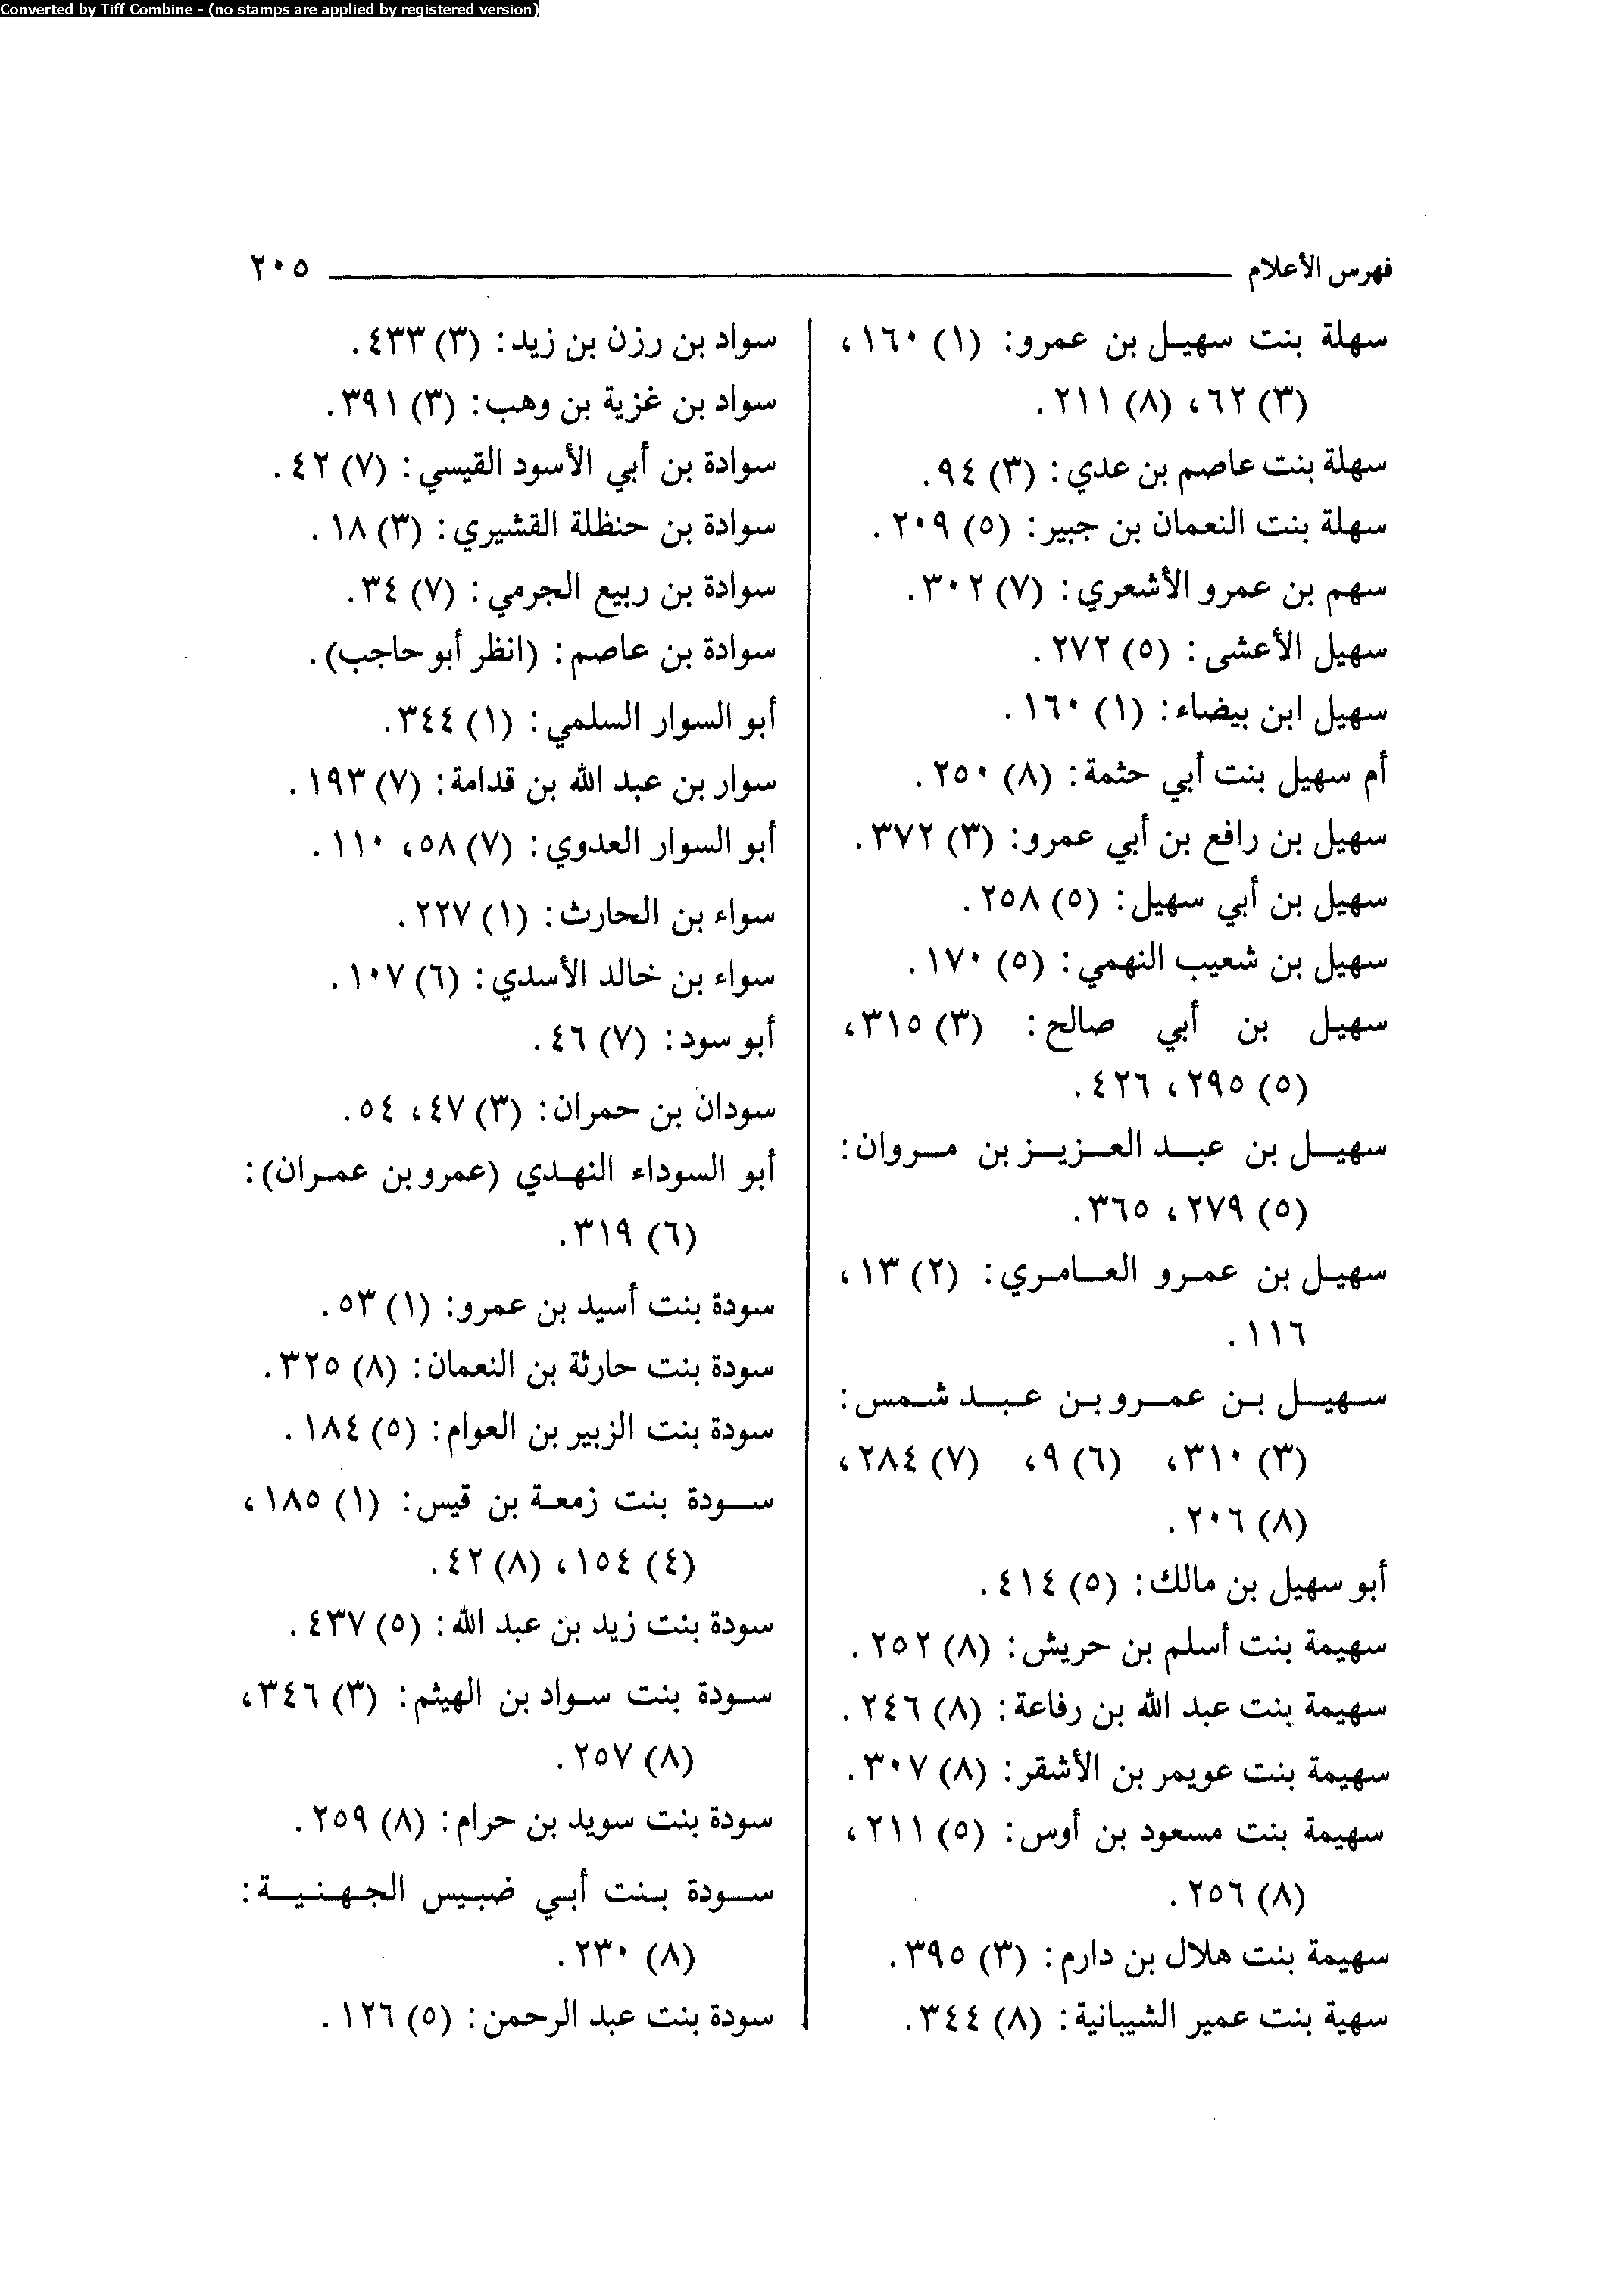 Converted by Tiff Combine - (no stamps are applied by registered version)
فهرس الأعلام ٢٠٥
سهلة بنت سهيل بن عمرو: (١) ١٦٠،
(٣) ٦٢، (٨) ٢١١.
سهلة بنت عاصم بن عدي: (٣) ٩٤.
سهلة بنت النعمان بن جبير: (٥) ٢٠٩.
سهم بن عمرو الأشعري: (٧) ٣٠٢.
سهيل الأعشى: (٥) ٢٧٢.
سهيل ابن بيضاء: (١) ١٦٠.
أم سهيل بنت أبي حثمة: (٨) ٢٥٠.
سهيل بن رافع بن أبي عمرو: (٣) ٣٧٢.
سهيل بن أبي سهيل: (٥) ٢٥٨.
سهيل بن شعيب النهمي: (٥) ١٧٠.
سهيل بن أبي صالح: (٣) ٣١٥،
(٥) ٢٩٥، ٤٢٦.
سهيل بن عبد العزيز بن مروان:
(٥) ٢٧٩، ٣٦٥.
سهيل بن عمرو العامري: (٢) ١٣،
١١٦.
سهيل بن عمرو بن عبد شمس:
(٣) ٣١٠، (٦) ٩، (٧) ٢٨٤،
(٨) ٢٠٦.
أبو سهيل بن مالك: (٥) ٤١٤.
سهيمة بنت أسلم بن حريش: (٨) ٢٥٢.
سهيمة بنت عبد الله بن رفاعة: (٨) ٢٤٦.
سهيمة بنت عويمر بن الأشقر: (٨) ٣٠٧.
سهيمة بنت مسعود بن أوس: (٥) ٢١١،
(٨) ٢٥٦.
سهيمة بنت هلال بن دارم: (٣) ٣٩٥.
سهية بنت عمير الشيبانية: (٨) ٣٤٤.
سواد بن رزن بن زيد: (٣) ٤٣٣.
سواد بن غزية بن وهب: (٣) ٣٩١.
سوادة بن أبي الأسود القيسي: (٧) ٤٢.
سوادة بن حنظلة القشيري: (٣) ١٨.
سوادة بن ربيع الجرمي: (٧) ٣٤.
سوادة بن عاصم: (انظر أبو حاجب).
أبو السوار السلمي: (١) ٣٤٤.
سوار بن عبد الله بن قدامة: (٧) ١٩٣.
أبو السوار العدوي: (٧) ٥٨، ١١٠.
سواء بن الحارث: (١) ٢٢٧.
سواء بن خالد الأسدي: (٦) ١٠٧.
أبو سود: (٧) ٤٦.
سودان بن حمران: (٣) ٤٧، ٥٤.
أبو السوداء النهدي (عمرو بن عمران):
(٦) ٣١٩.
سودة بنت أسيد بن عمرو: (١) ٥٣.
سودة بنت حارثة بن النعمان: (٨) ٣٢٥.
سودة بنت الزبير بن العوام: (٥) ١٨٤.
سودة بنت زمعة بن قيس: (١) ١٨٥،
(٤) ١٥٤، (٨) ٤٢.
سودة بنت زيد بن عبد الله: (٥) ٤٣٧.
سودة بنت سواد بن الهيثم: (٣) ٣٤٦،
(٨) ٢٥٧.
سودة بنت سويد بن حرام: (٨) ٢٥٩.
سودة بنت أبي ضبيس الجهنية:
(٨) ٢٣٠.
سودة بنت عبد الرحمن: (٥) ١٢٦.